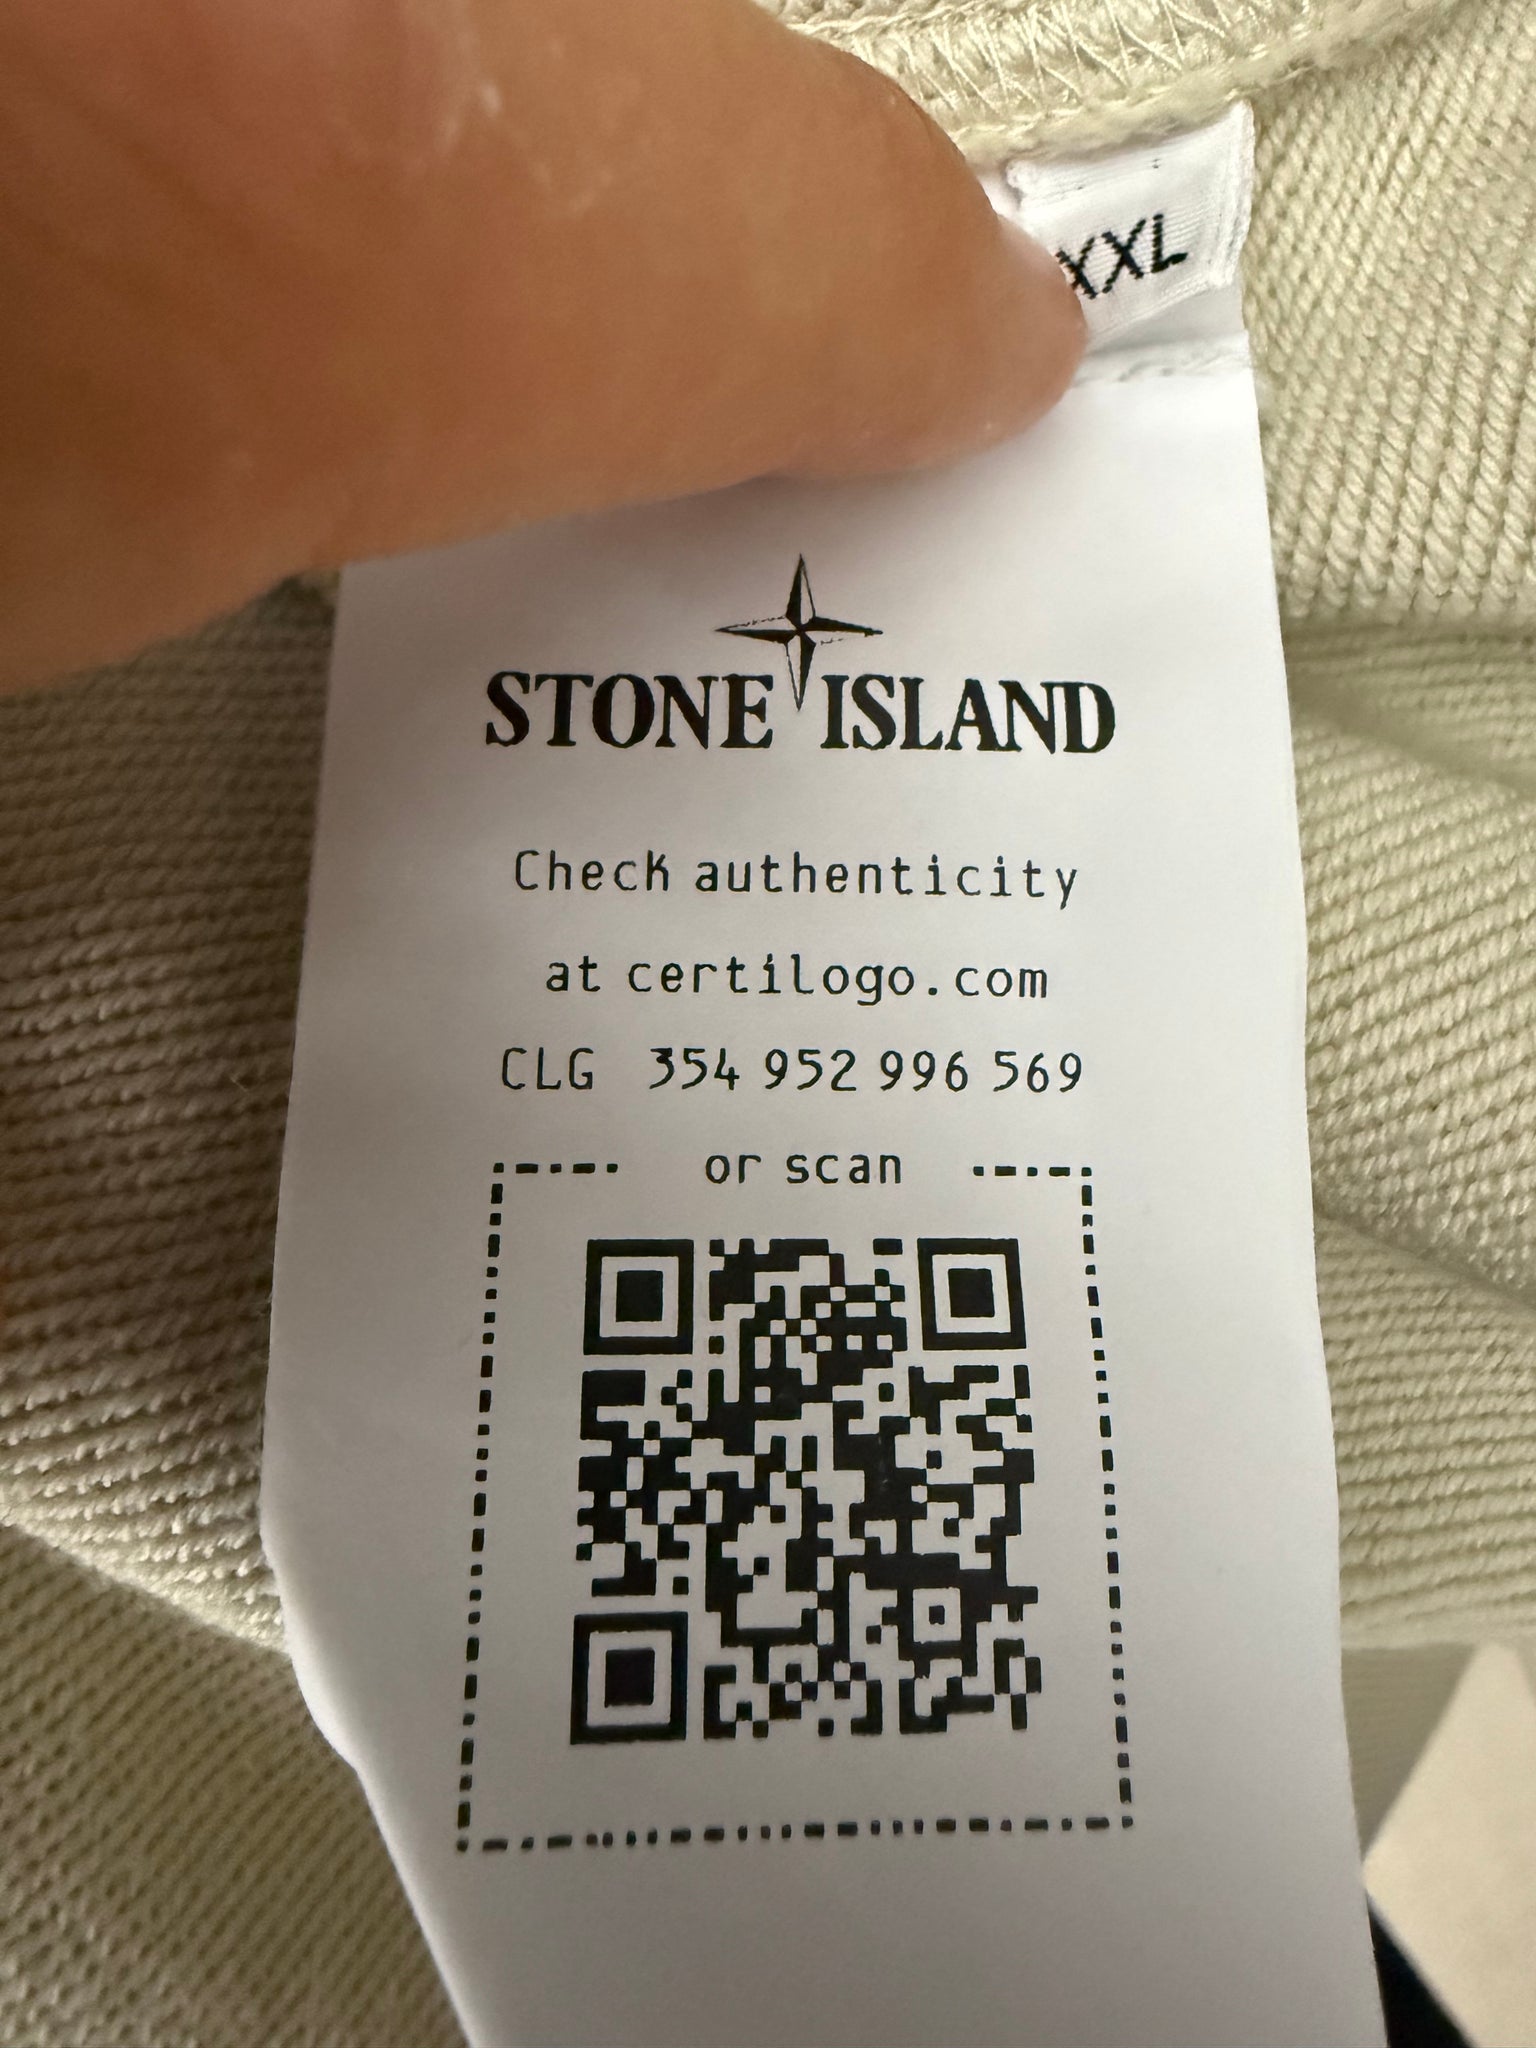 XXL
STONE ISLAND
Check authenticity
at certilogo.com
CLG 354 952 996 569
or scan